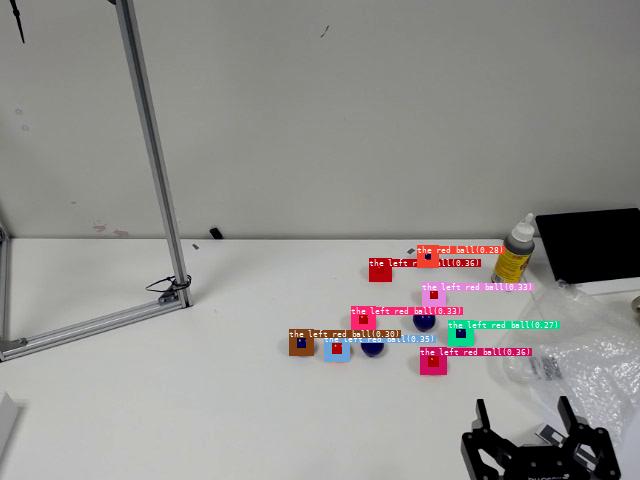 the red ball(0.28)
the left red ball(0.36)
the left red ball(0.33)
the left red ball(0.33)
the left red ball(0.27)
the left red ball(0.30)
the left red ball(0.35)
the left red ball(0.36)